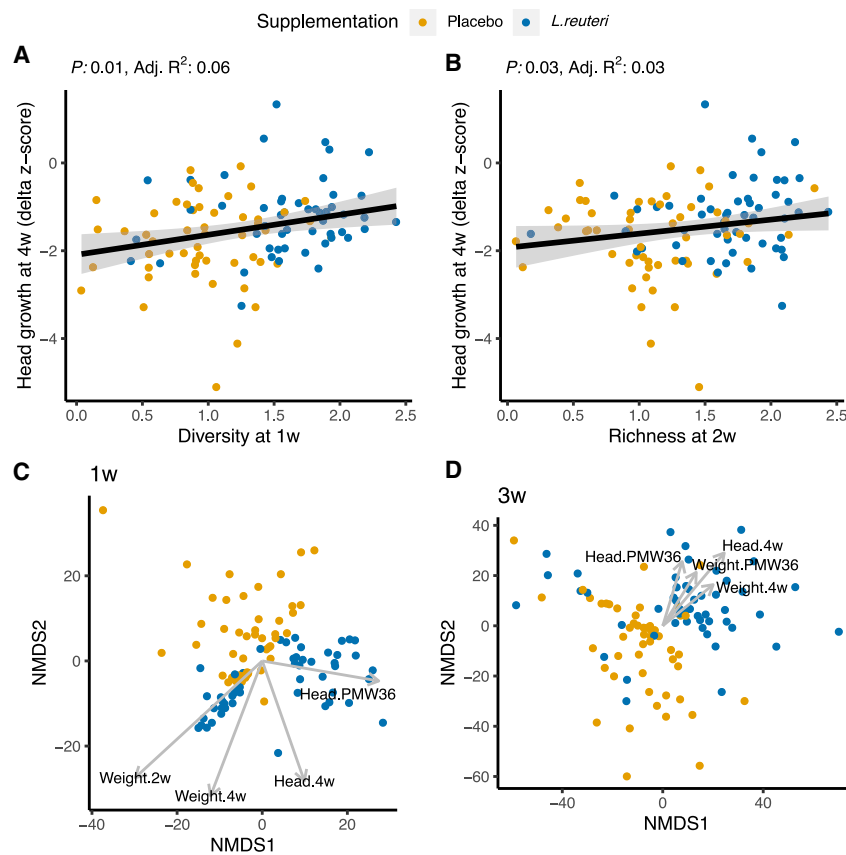 Supplementation Placebo L.reuteri
A
P: 0.01, Adj. R²: 0.06
Head growth at 4w (delta z−score)
0
−2
−4
0.0 0.5 1.0 1.5 2.0 2.5
Diversity at 1w
B
P: 0.03, Adj. R²: 0.03
Head growth at 4w (delta z−score)
0
−2
−4
0.0 0.5 1.0 1.5 2.0 2.5
Richness at 2w
C
1w
NMDS2
20
0
−20
Head.PMW36
Weight.2w
Weight.4w
Head.4w
−40 −20 0 20
NMDS1
D
3w
NMDS2
40
20
0
−20
−40
−60
Head.4w
Head.PMW36
Weight.PMW36
Weight.4w
−40 0 40
NMDS1